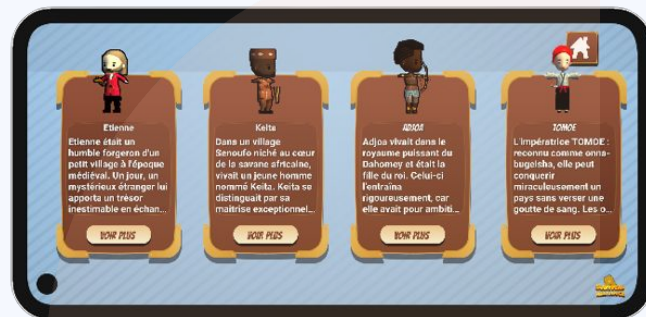 Etienne
Etienne était un
humble forgeron d'un
petit village à l'époque
médiéval. Un jour, un
mystérieux étranger lui
apporta un trésor
inestimable en échan...
VOIR PLUS
Keita
Dans un village
Senoufo niché au cœur
de la savane africaine,
vivait un jeune homme
nommé Keita. Keita se
distinguait par sa
maitrise exceptionnel...
VOIR PLUS
ADJOA
Adjoa vivait dans le
royaume puissant du
Dahomey et était la
fille du roi. Celui-ci
l'entraîna
rigoureusement, car
elle avait pour ambiti...
VOIR PLUS
TOMOE
L'impératrice TOMOE :
reconnu comme onna-
bugeisha, elle peut
conquerir
miraculeusement un
pays sans verser une
goutte de sang. Les o...
VOIR PLUS